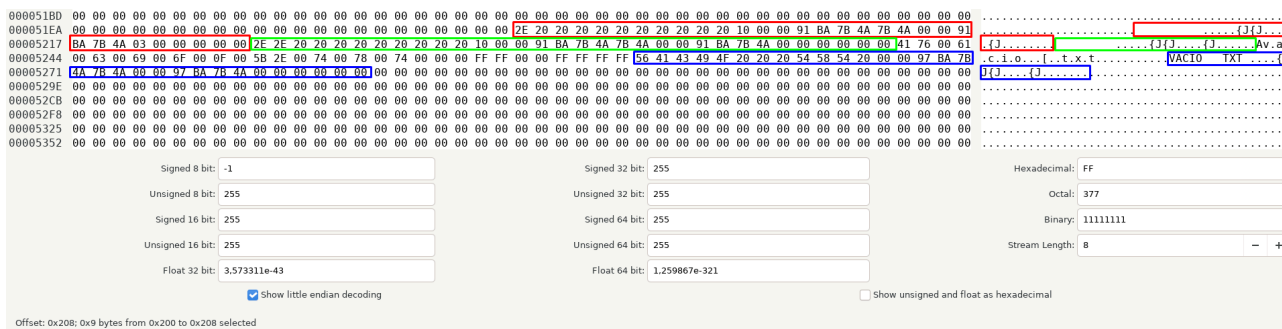 000051BD 00 00 00 00 00 00 00 00 00 00 00 00 00 00 00 00 00 00 00 00 00 00 00 00 00 00 00 00 00 00 00 00 00 00 00 00 00 00 00 00 00 00 00 00 00 ..............................
000051EA 00 00 00 00 00 00 00 00 00 00 00 00 00 00 00 00 00 00 00 00 00 00 2E 20 20 20 20 20 20 20 20 20 20 10 00 00 91 BA 7B 4A 7B 4A 00 00 91 .......................          .....{J{J...
00005217 BA 7B 4A 03 00 00 00 00 00 2E 2E 20 20 20 20 20 20 20 20 20 10 00 00 91 BA 7B 4A 7B 4A 00 00 91 BA 7B 4A 00 00 00 00 00 00 41 76 00 61 .{J........         .....{J{J....{J......Av.a
00005244 00 63 00 69 00 6F 00 0F 00 5B 2E 00 74 00 78 00 74 00 00 00 FF FF 00 00 FF FF FF FF 56 41 43 49 4F 20 20 20 54 58 54 20 00 00 97 BA 7B .c.i.o...[..t.x.t...........VACIO   TXT ....{
00005271 4A 7B 4A 00 00 97 BA 7B 4A 00 00 00 00 00 00 00 00 00 00 00 00 00 00 00 00 00 00 00 00 00 00 00 00 00 00 00 00 00 00 00 00 00 00 00 00 J{J....{J....................................
0000529E 00 00 00 00 00 00 00 00 00 00 00 00 00 00 00 00 00 00 00 00 00 00 00 00 00 00 00 00 00 00 00 00 00 00 00 00 00 00 00 00 00 00 00 00 00 ..............................
000052CB 00 00 00 00 00 00 00 00 00 00 00 00 00 00 00 00 00 00 00 00 00 00 00 00 00 00 00 00 00 00 00 00 00 00 00 00 00 00 00 00 00 00 00 00 00 ..............................
000052F8 00 00 00 00 00 00 00 00 00 00 00 00 00 00 00 00 00 00 00 00 00 00 00 00 00 00 00 00 00 00 00 00 00 00 00 00 00 00 00 00 00 00 00 00 00 ..............................
00005325 00 00 00 00 00 00 00 00 00 00 00 00 00 00 00 00 00 00 00 00 00 00 00 00 00 00 00 00 00 00 00 00 00 00 00 00 00 00 00 00 00 00 00 00 00 ..............................
00005352 00 00 00 00 00 00 00 00 00 00 00 00 00 00 00 00 00 00 00 00 00 00 00 00 00 00 00 00 00 00 00 00 00 00 00 00 00 00 00 00 00 00 00 00 00 ..............................
Signed 8 bit: -1 Signed 32 bit: 255 Hexadecimal: FF
Unsigned 8 bit: 255 Unsigned 32 bit: 255 Octal: 377
Signed 16 bit: 255 Signed 64 bit: 255 Binary: 11111111
Unsigned 16 bit: 255 Unsigned 64 bit: 255 Stream Length: 8 − +
Float 32 bit: 3,573311e-43 Float 64 bit: 1,259867e-321
Show little endian decoding Show unsigned and float as hexadecimal
Offset: 0x208; 0x9 bytes from 0x200 to 0x208 selected